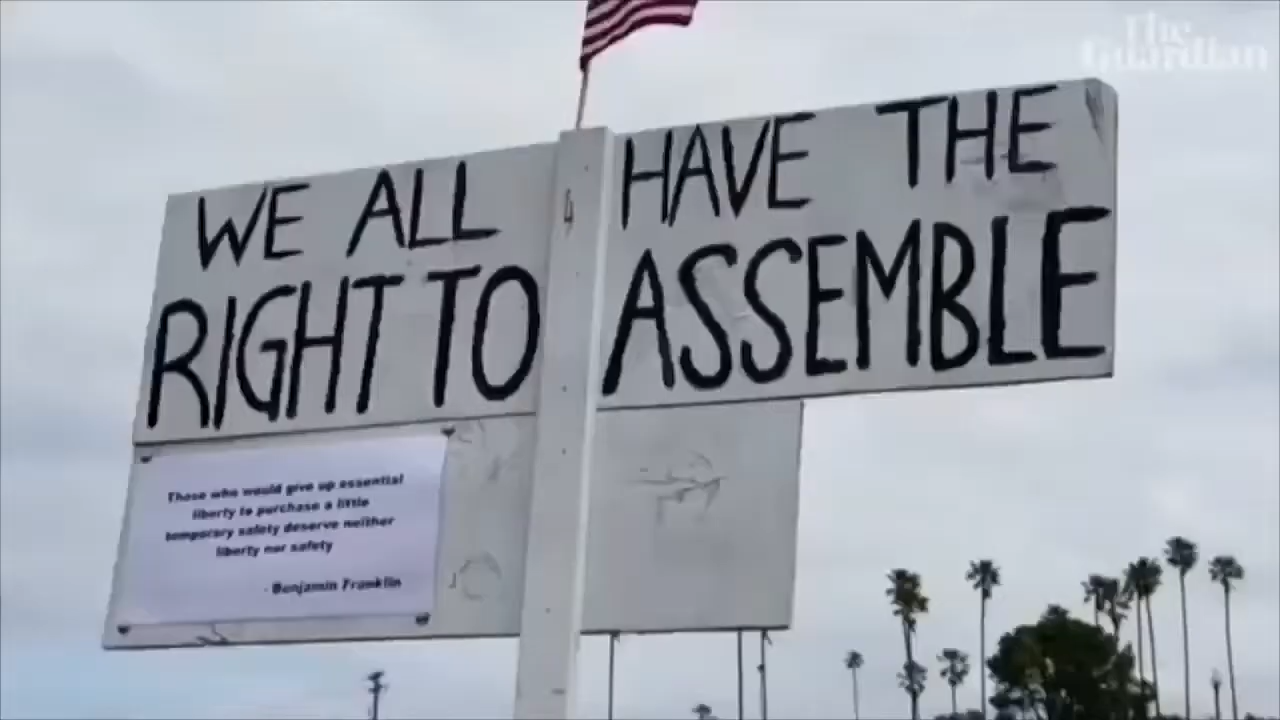 The
Guardian
WE ALL HAVE THE
RIGHT TO ASSEMBLE
Those who would give up essential
liberty to purchase a little
temporary safety deserve neither
liberty nor safety
- Benjamin Franklin